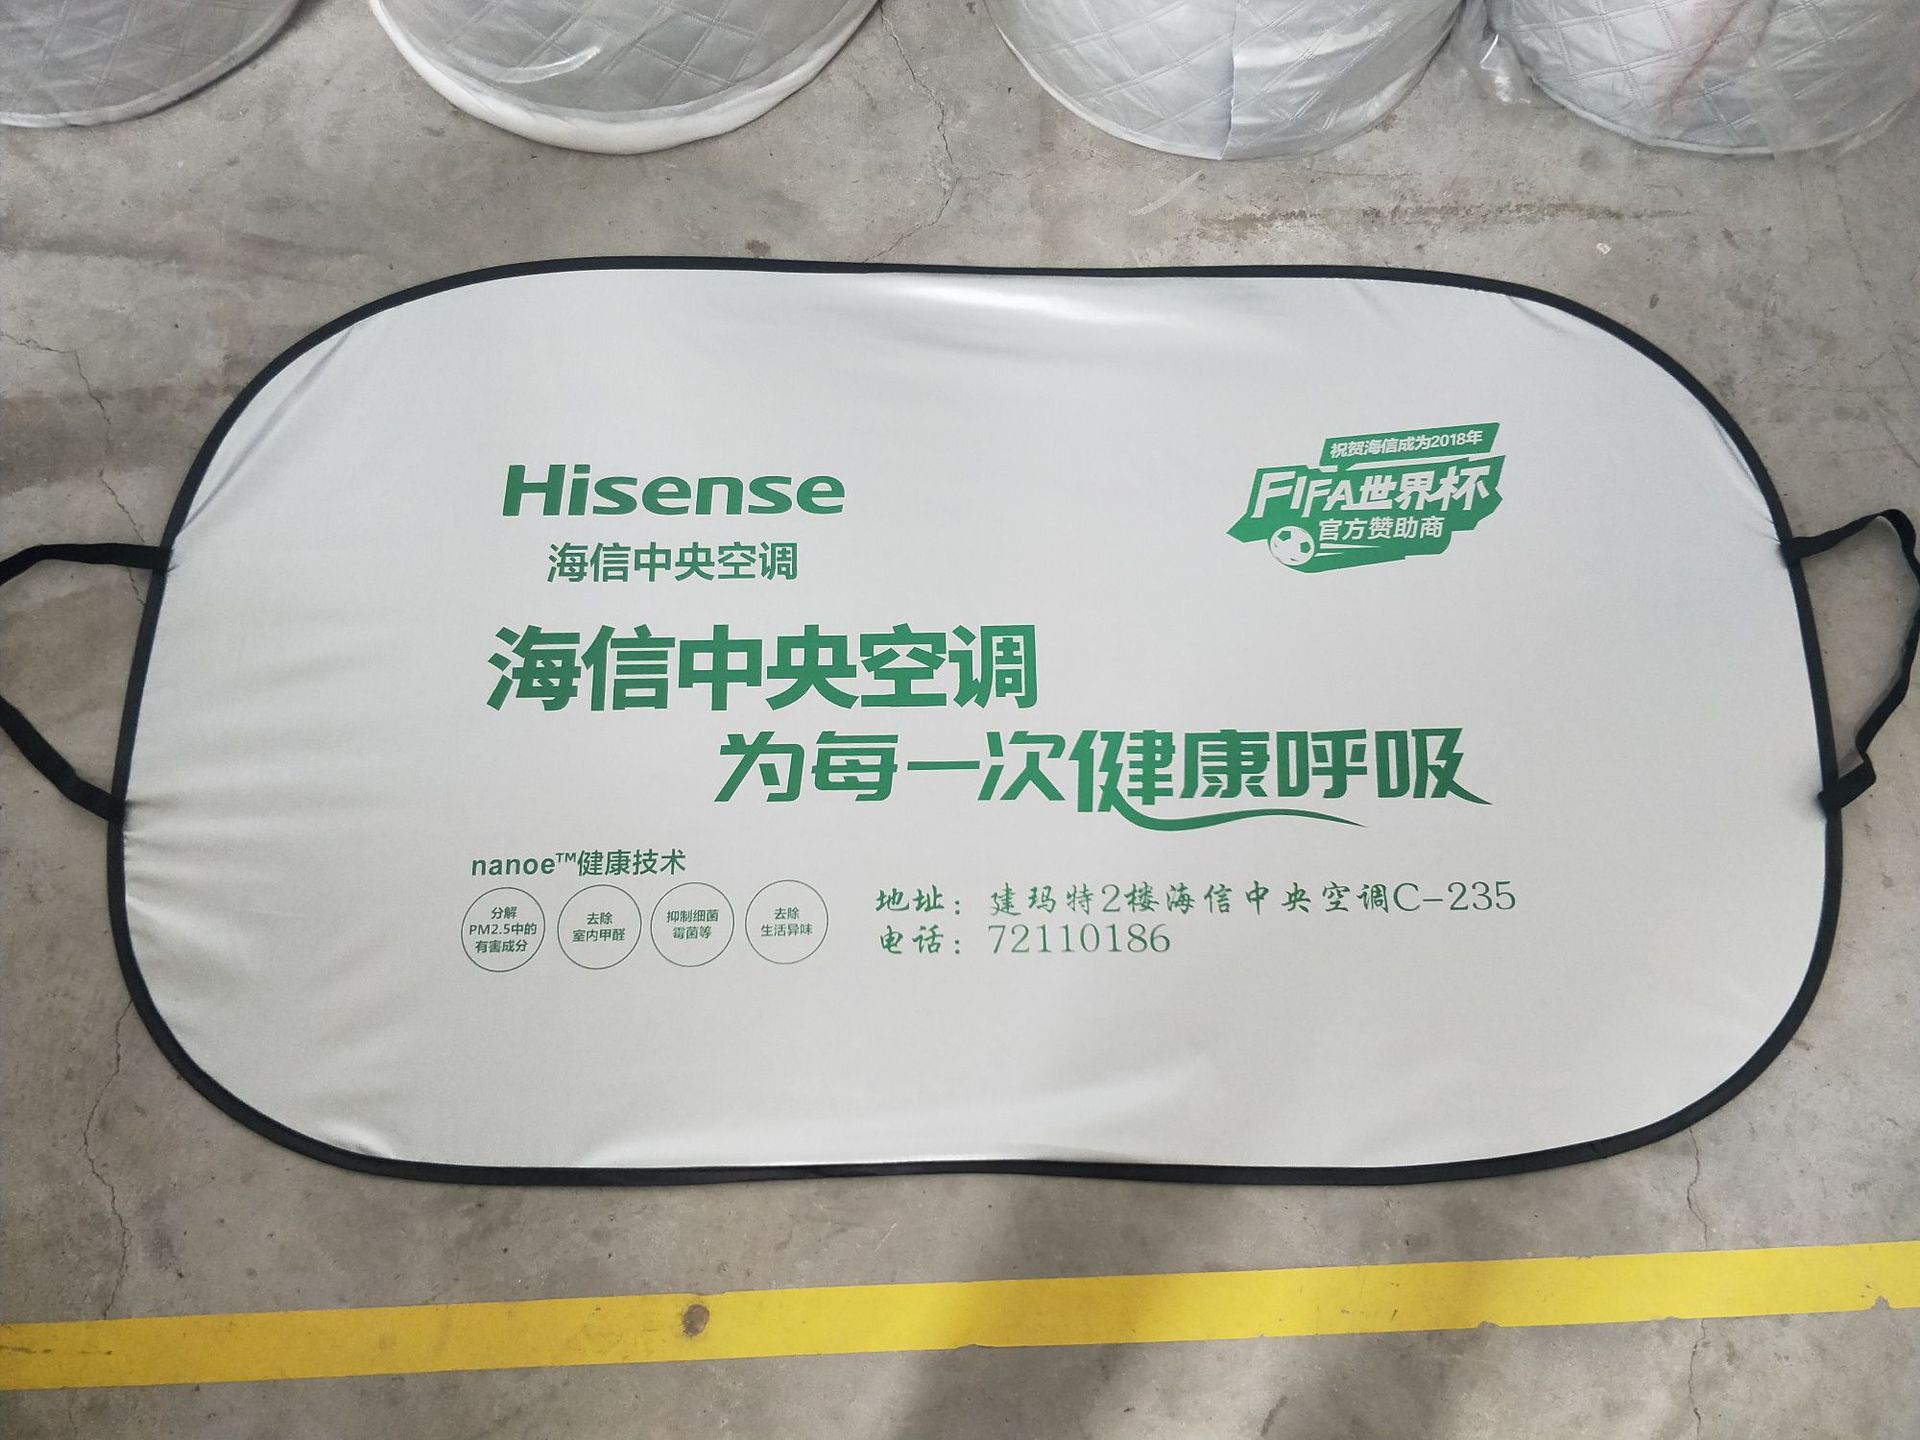 Hisense
海信中央空调
祝贺海信成为2018年
FIFA世界杯
官方赞助商
海信中央空调
为每一次健康呼吸
nanoe™健康技术
分解
PM2.5中的
有害成分
去除
室内甲醛
抑制细菌
霉菌等
去除
生活异味
地址：建玛特2楼海信中央空调C-235
电话：72110186